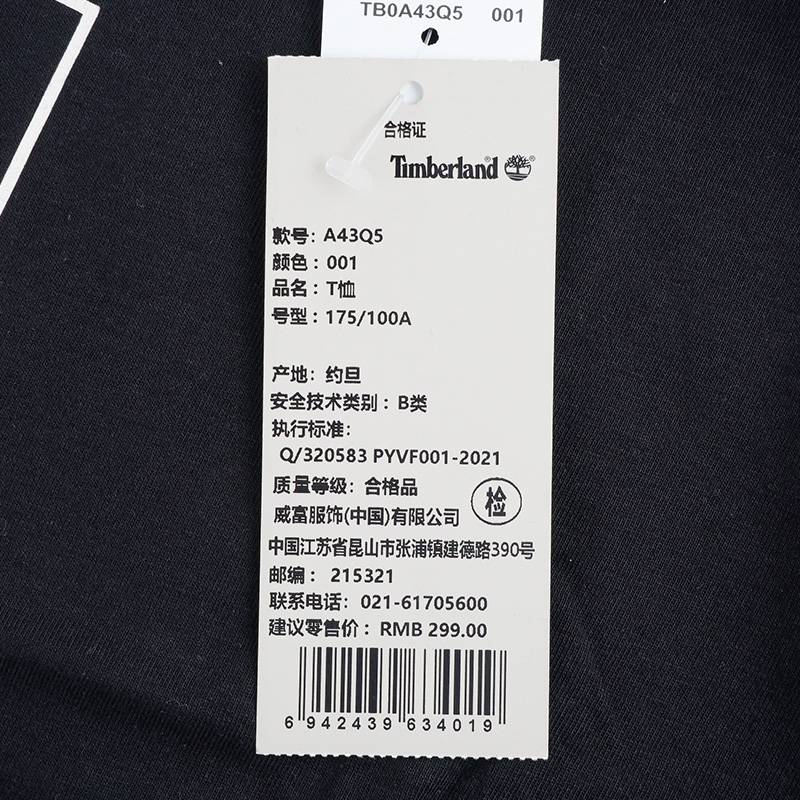 TB0A43Q5 001
合格证
Timberland®
款号: A43Q5
颜色: 001
品名: T恤
号型: 175/100A
产地: 约旦
安全技术类别: B类
执行标准:
Q/320583 PYVF001-2021
质量等级: 合格品
检
威富服饰(中国)有限公司
中国江苏省昆山市张浦镇建德路390号
邮编: 215321
联系电话: 021-61705600
建议零售价: RMB 299.00
6 942439 634019